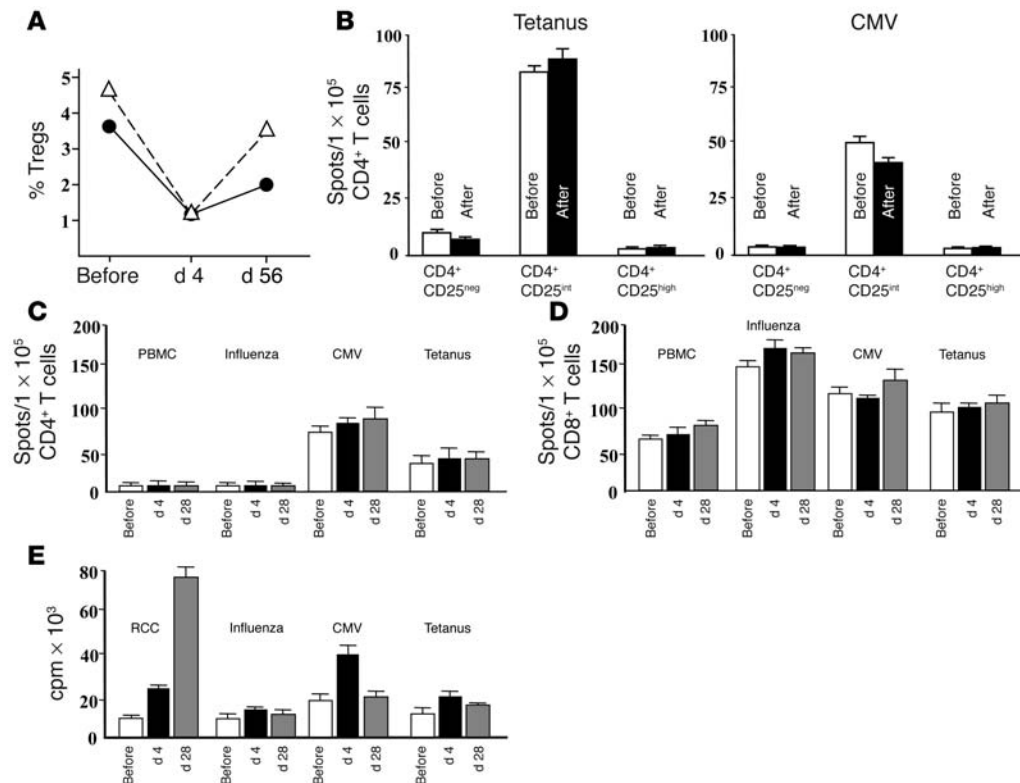 A
% Tregs
5
4
3
2
1
Before d 4 d 56
B
Tetanus
Spots/1 × 10⁵
CD4⁺ T cells
100
75
50
25
0
Before After
Before After
Before After
CD4⁺ CD4⁺ CD4⁺
CD25ⁿᵉᵍ CD25ⁱⁿᵗ CD25ʰⁱᵍʰ
CMV
100
75
50
25
0
Before After
Before After
Before After
CD4⁺ CD4⁺ CD4⁺
CD25ⁿᵉᵍ CD25ⁱⁿᵗ CD25ʰⁱᵍʰ
C
Spots/1 × 10⁵
CD4⁺ T cells
200
150
100
50
0
PBMC Influenza CMV Tetanus
Before d 4 d 28 Before d 4 d 28 Before d 4 d 28 Before d 4 d 28
D
Spots/1 × 10⁵
CD8⁺ T cells
200
150
100
50
0
Influenza
PBMC CMV Tetanus
Before d 4 d 28 Before d 4 d 28 Before d 4 d 28 Before d 4 d 28
E
cpm × 10³
80
60
40
20
0
RCC Influenza CMV Tetanus
Before d 4 d 28 Before d 4 d 28 Before d 4 d 28 Before d 4 d 28